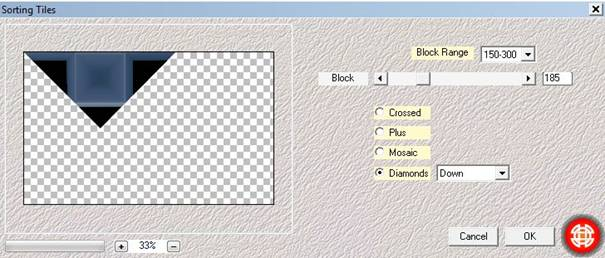 Sorting Tiles
Block Range 150-300
Block 185
Crossed
Plus
Mosaic
Diamonds Down
33%
Cancel OK